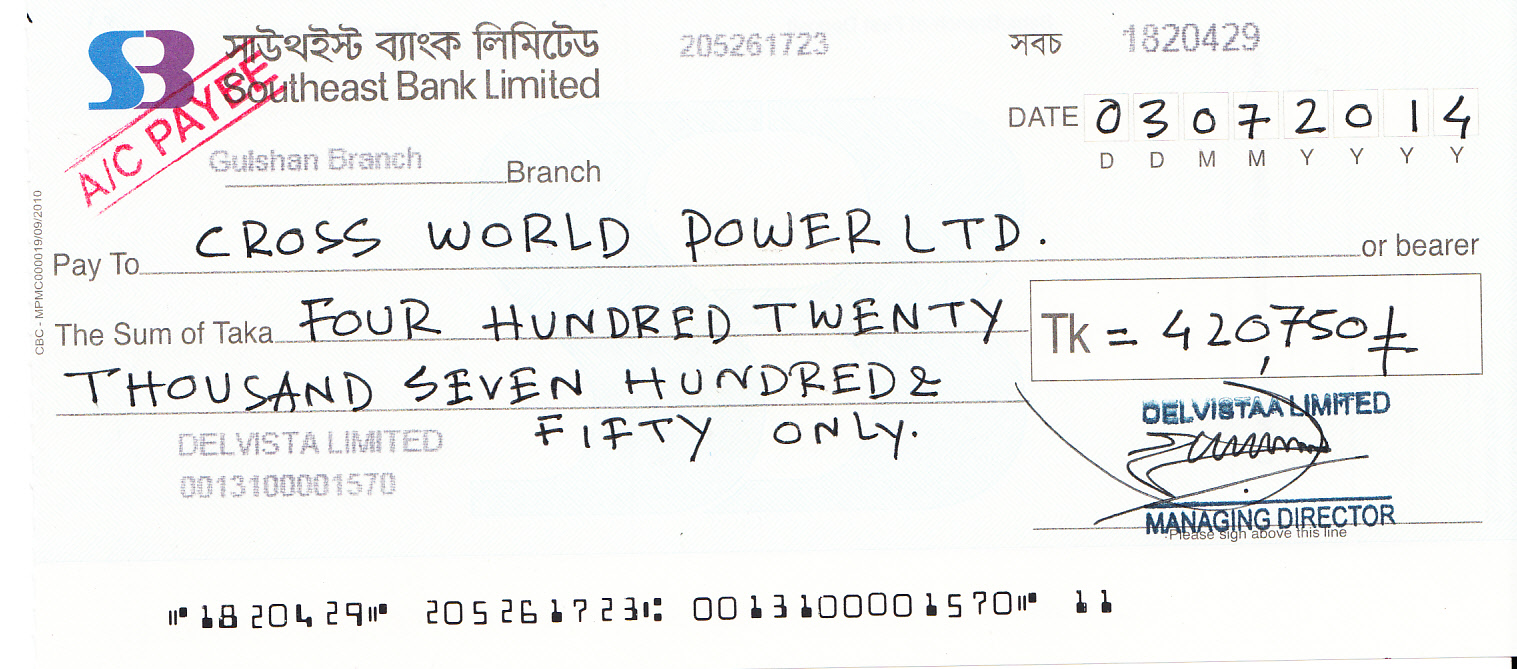 সাউথইস্ট ব্যাংক লিমিটেড
Southeast Bank Limited
A/C PAYEE
205261723
সবচ 1820429
DATE 03072014
D D M M Y Y Y Y
Gulshan Branch Branch
CBC - MPMC0000019/09/2010
Pay To CROSS WORLD POWER LTD. or bearer
The Sum of Taka FOUR HUNDRED TWENTY
Tk = 420,750/=
THOUSAND SEVEN HUNDRED &
FIFTY ONLY.
DELVISTA LIMITED
0013100001570
DELVISTAA LIMITED
MANAGING DIRECTOR
Please sign above this line
⑈1820429⑈ 205261723⑆ 0013100001570⑈ 11